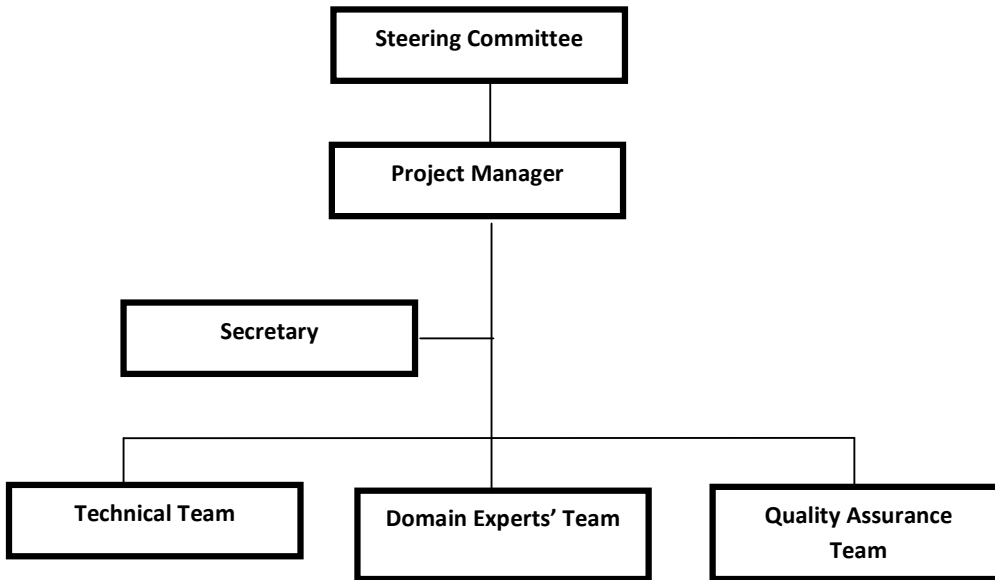 Steering Committee
Project Manager
Secretary
Technical Team
Domain Experts’ Team
Quality Assurance
Team